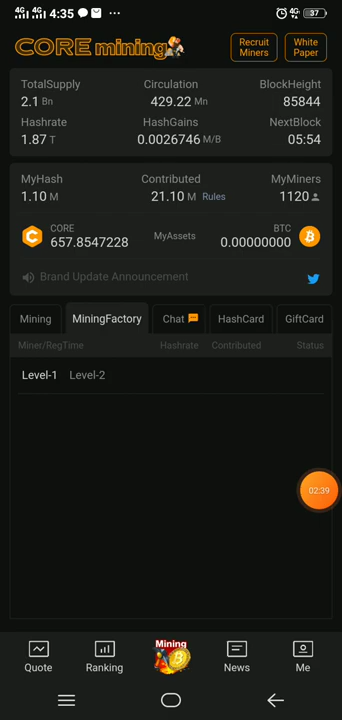 4G 4G 4:35 ... 4G 37
CORE mining
Recruit Miners
White Paper
TotalSupply Circulation BlockHeight
2.1 Bn 429.22 Mn 85844
Hashrate HashGains NextBlock
1.87 T 0.0026746 M/B 05:54
MyHash Contributed MyMiners
1.10 M 21.10 M Rules 1120
CORE BTC
657.8547228 MyAssets 0.00000000
Brand Update Announcement
Mining MiningFactory Chat HashCard GiftCard
Miner/RegTime Hashrate Contributed Status
Level-1 Level-2
02:39
Mining
Quote Ranking News Me